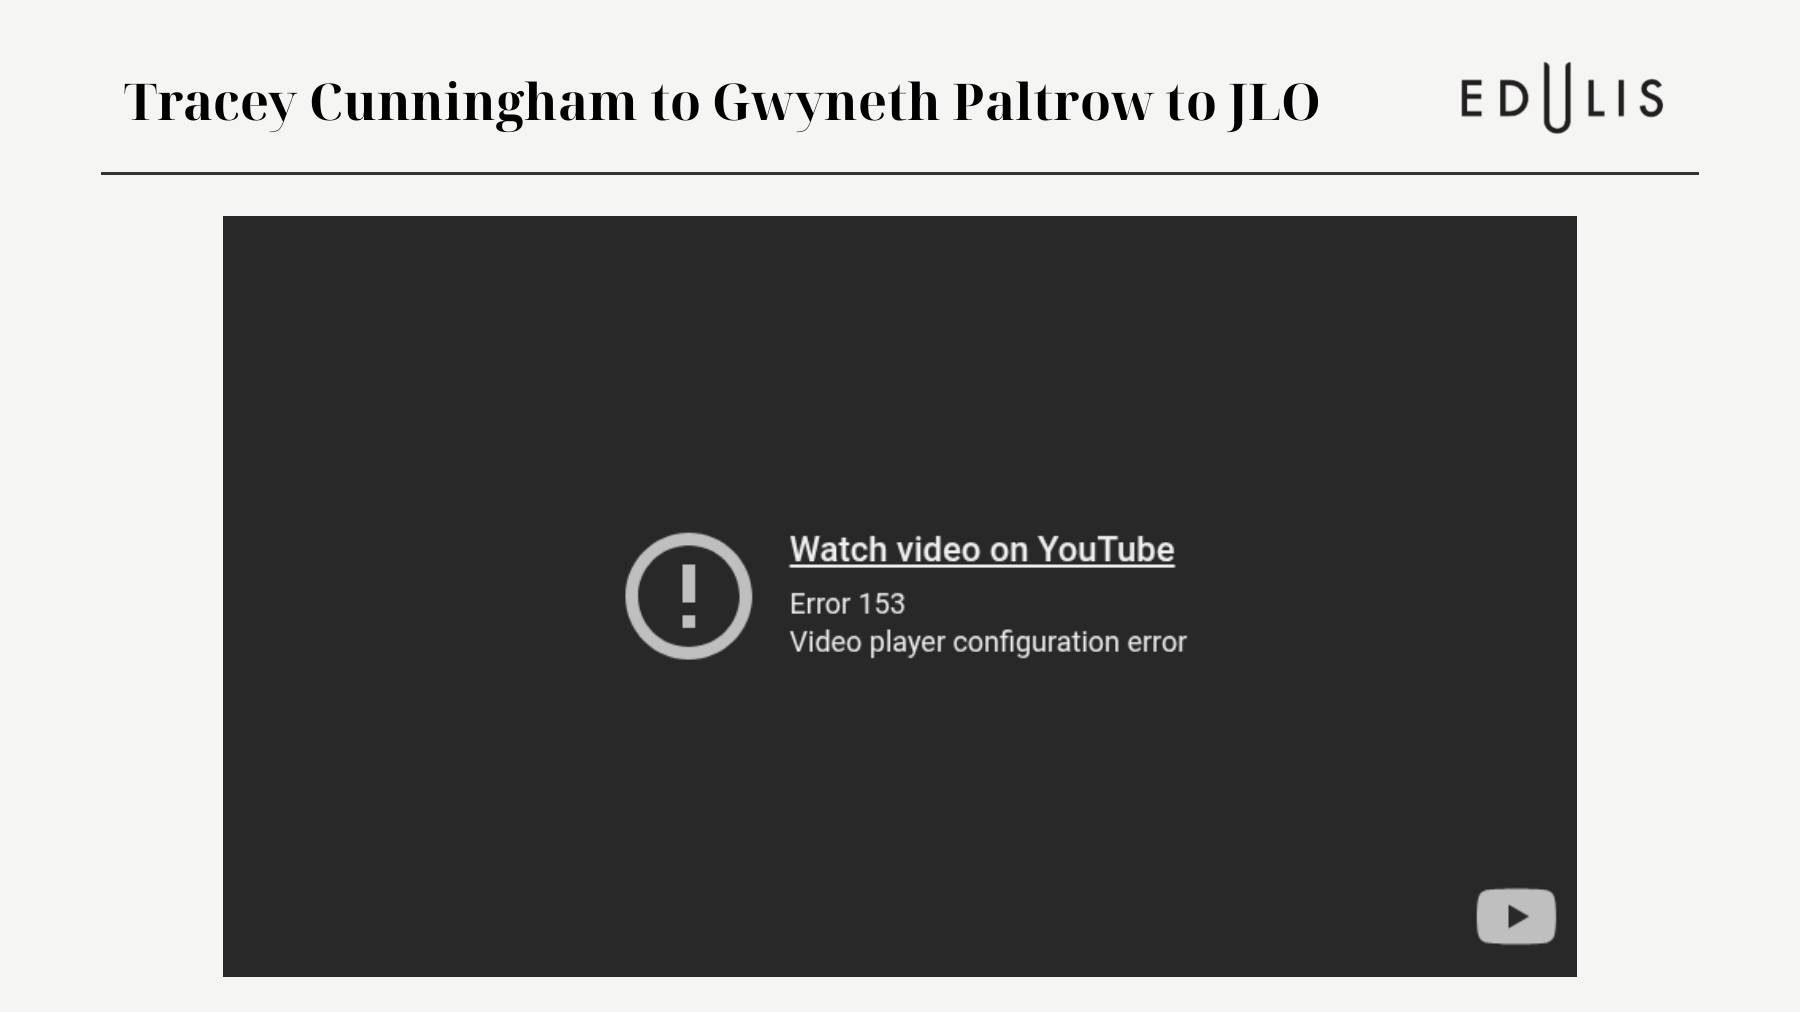 Tracey Cunningham to Gwyneth Paltrow to JLO
EDULIS
Watch video on YouTube
Error 153
Video player configuration error